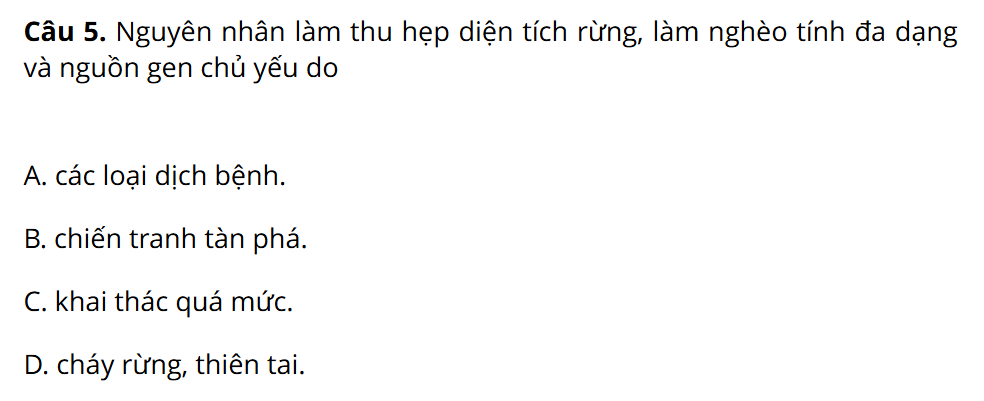 Câu 5. Nguyên nhân làm thu hẹp diện tích rừng, làm nghèo tính đa dạng
và nguồn gen chủ yếu do
A. các loại dịch bệnh.
B. chiến tranh tàn phá.
C. khai thác quá mức.
D. cháy rừng, thiên tai.